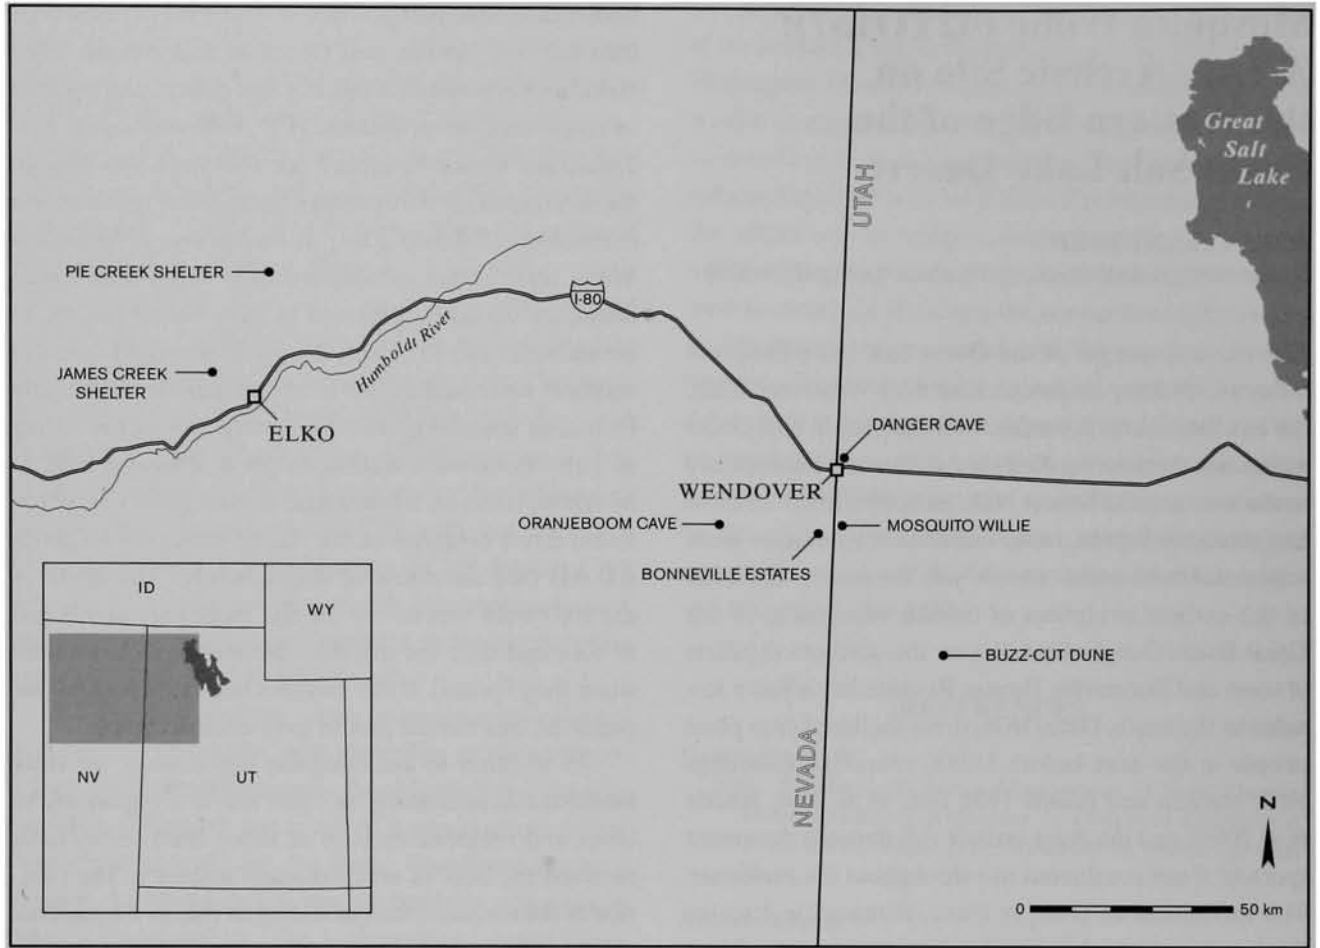 Great
Salt
Lake
UTAH
PIE CREEK SHELTER
I-80
Humboldt River
JAMES CREEK
SHELTER
ELKO
DANGER CAVE
WENDOVER
ORANJEBOOM CAVE
MOSQUITO WILLIE
BONNEVILLE ESTATES
ID
WY
BUZZ-CUT DUNE
NV
UT
NEVADA
N
0
50 km